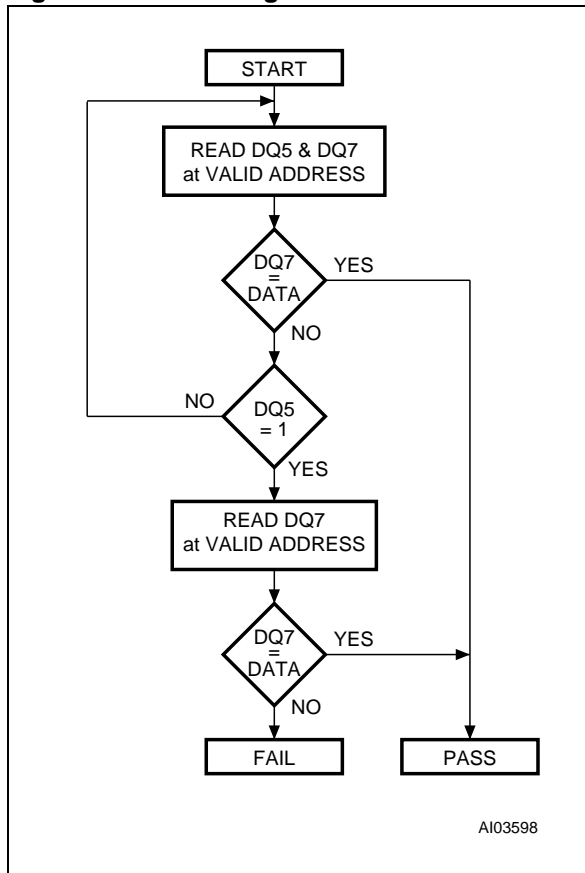 START
READ DQ5 & DQ7
at VALID ADDRESS
DQ7
=
DATA
YES
NO
NO
DQ5
= 1
YES
READ DQ7
at VALID ADDRESS
DQ7
=
DATA
YES
NO
FAIL
PASS
AI03598